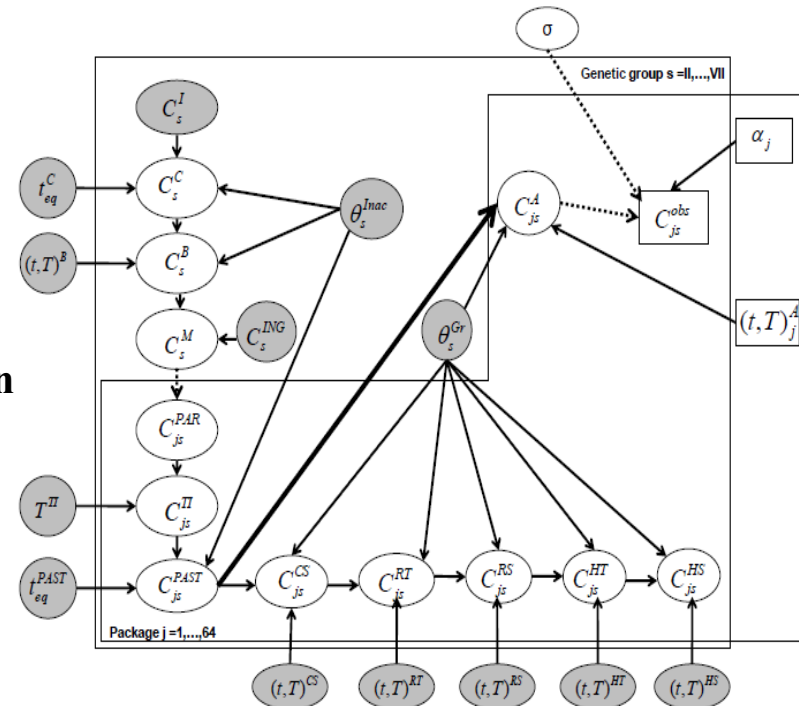 σ
Genetic group s =II,...,VII
C_s^I
α_j
t_eq^C
C_s^C
θ_s^Inac
C_js^A
C_js^obs
(t,T)^B
C_s^B
C_s^M
C_s^ING
θ_s^Gr
(t,T)_j^A
n
C_js^PAR
T^TI
C_js^TI
t_eq^PAST
C_js^PAST
C_js^CS
C_js^RT
C_js^RS
C_js^HT
C_js^HS
Package j =1,...,64
(t,T)^CS
(t,T)^RT
(t,T)^RS
(t,T)^HT
(t,T)^HS